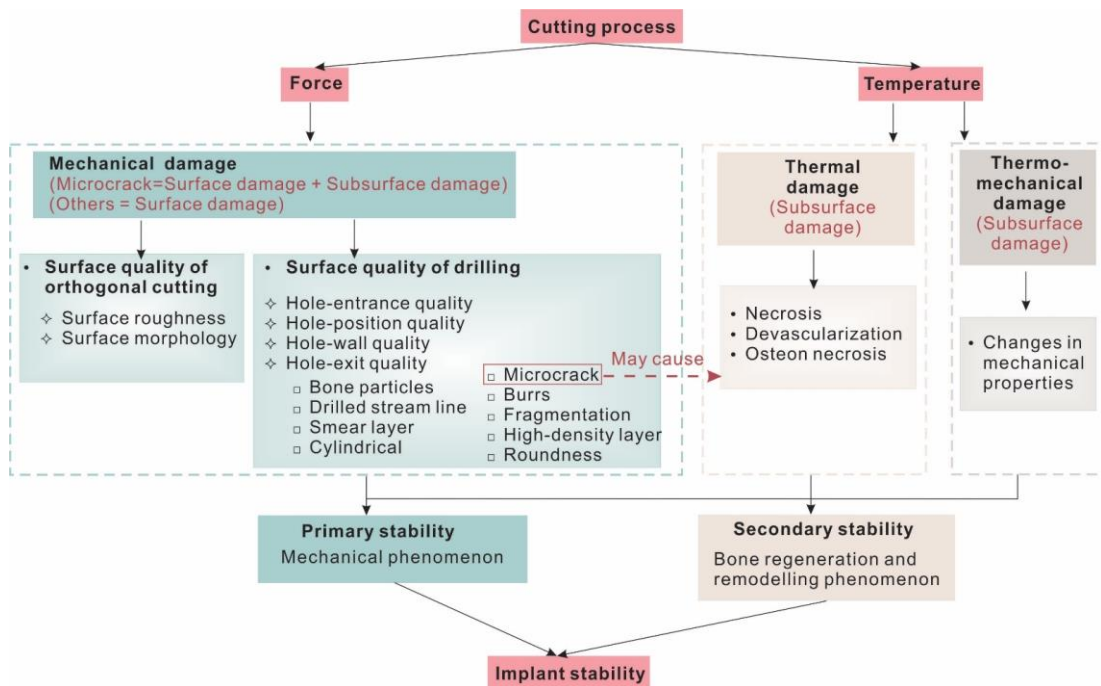 Cutting process
Force
Temperature
Mechanical damage
(Microcrack=Surface damage + Subsurface damage)
(Others = Surface damage)
• Surface quality of
orthogonal cutting
✧ Surface roughness
✧ Surface morphology
• Surface quality of drilling
✧ Hole-entrance quality
✧ Hole-position quality
✧ Hole-wall quality
✧ Hole-exit quality
□ Bone particles
□ Drilled stream line
□ Smear layer
□ Cylindrical
□ Microcrack
□ Burrs
□ Fragmentation
□ High-density layer
□ Roundness
May cause
Thermal
damage
(Subsurface
damage)
• Necrosis
• Devascularization
• Osteon necrosis
Thermo-
mechanical
damage
(Subsurface
damage)
• Changes in
mechanical
properties
Primary stability
Mechanical phenomenon
Secondary stability
Bone regeneration and
remodelling phenomenon
Implant stability